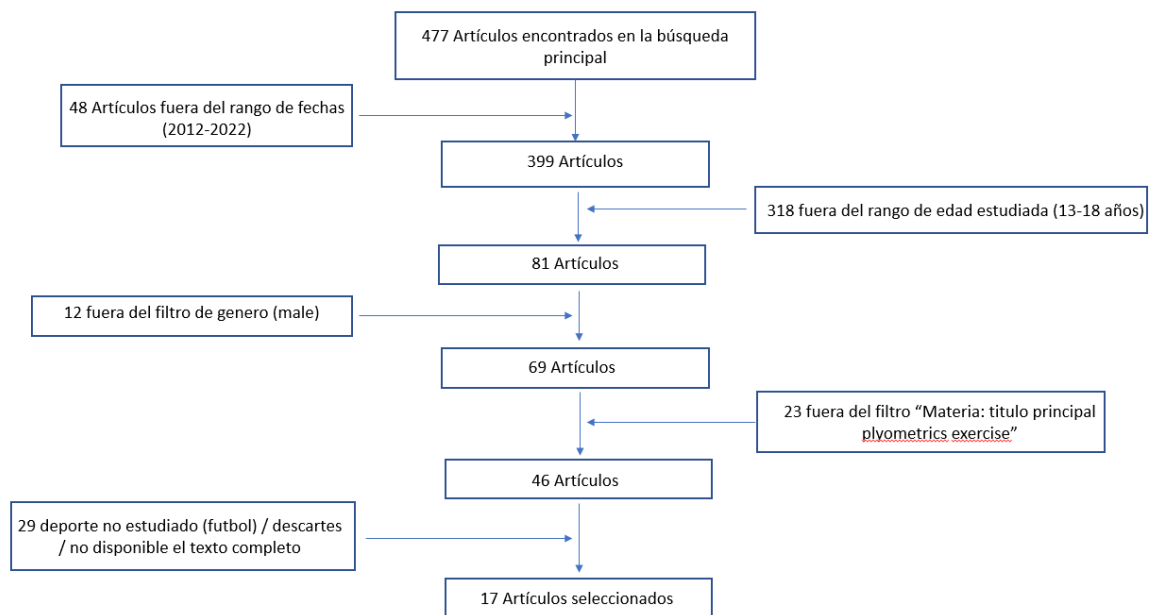 477 Artículos encontrados en la búsqueda
principal
48 Artículos fuera del rango de fechas
(2012-2022)
399 Artículos
318 fuera del rango de edad estudiada (13-18 años)
81 Artículos
12 fuera del filtro de genero (male)
69 Artículos
23 fuera del filtro “Materia: titulo principal
plyometrics exercise”
46 Artículos
29 deporte no estudiado (futbol) / descartes
/ no disponible el texto completo
17 Artículos seleccionados